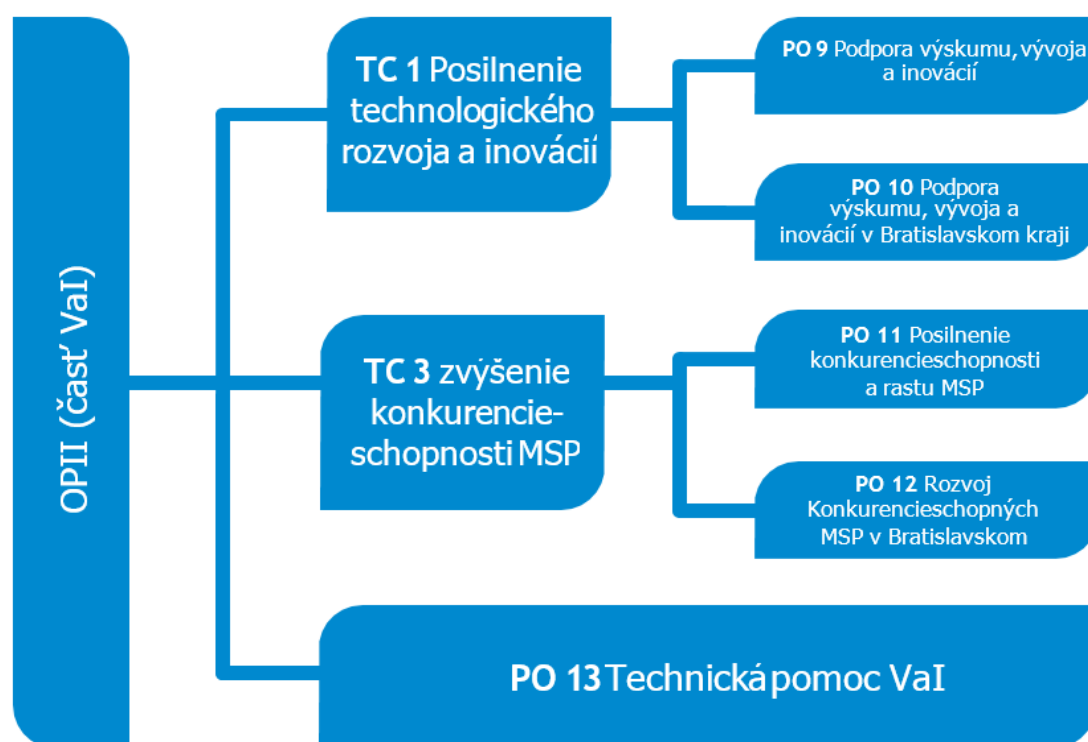 OPII (časť VaI)
TC 1 Posilnenie
technologického
rozvoja a inovácií
PO 9 Podpora výskumu, vývoja
a inovácií
PO 10 Podpora
výskumu, vývoja a
inovácií v Bratislavskom kraji
TC 3 zvýšenie
konkurencie-
schopnosti MSP
PO 11 Posilnenie
konkurencieschopnosti
a rastu MSP
PO 12 Rozvoj
Konkurencieschopných
MSP v Bratislavskom
PO 13 Technická pomoc VaI